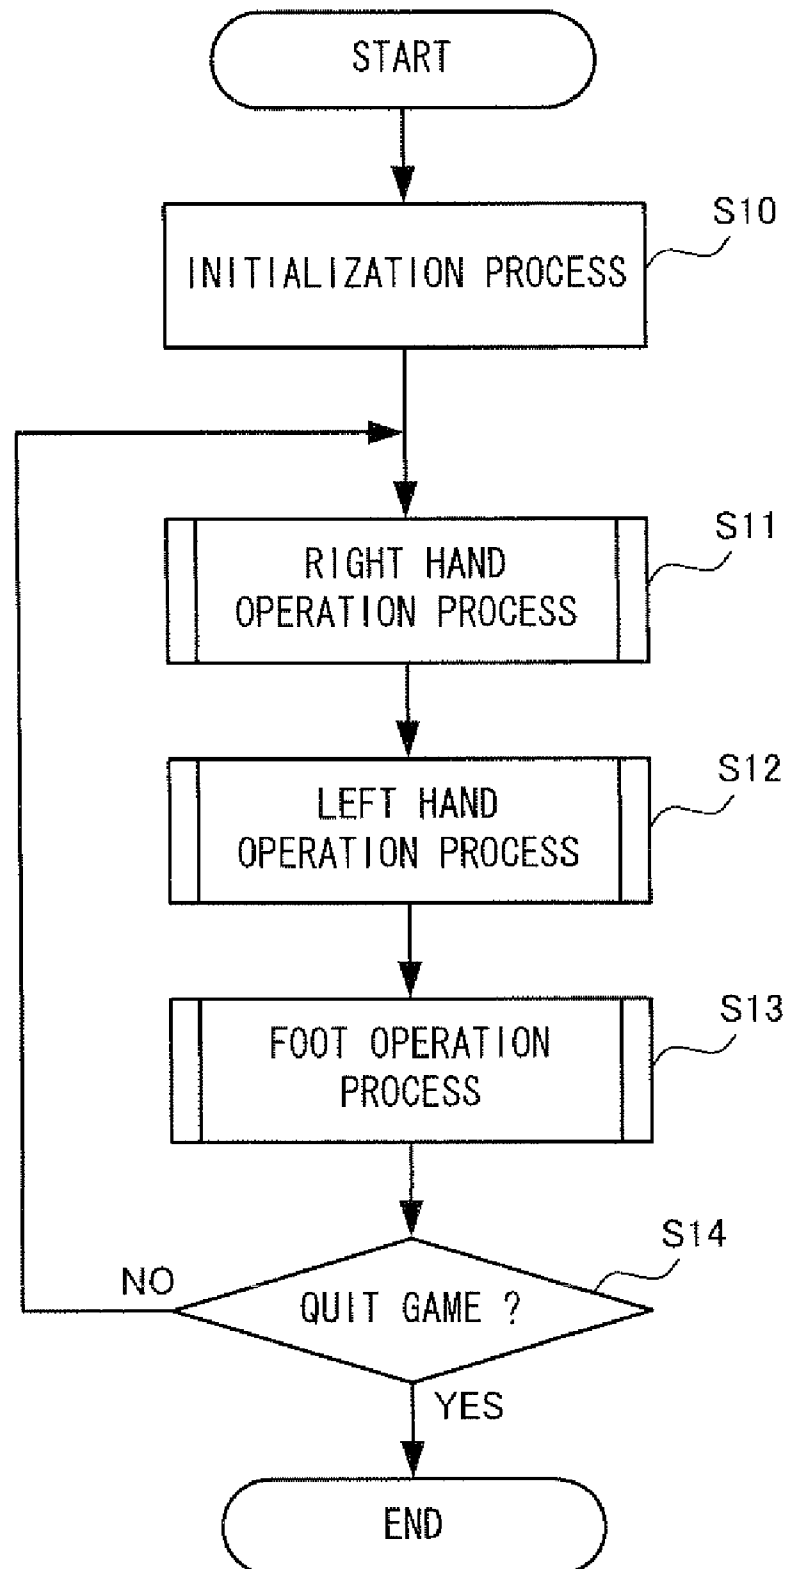 START
S10
INITIALIZATION PROCESS
S11
RIGHT HAND
OPERATION PROCESS
S12
LEFT HAND
OPERATION PROCESS
S13
FOOT OPERATION
PROCESS
S14
NO
QUIT GAME ?
YES
END